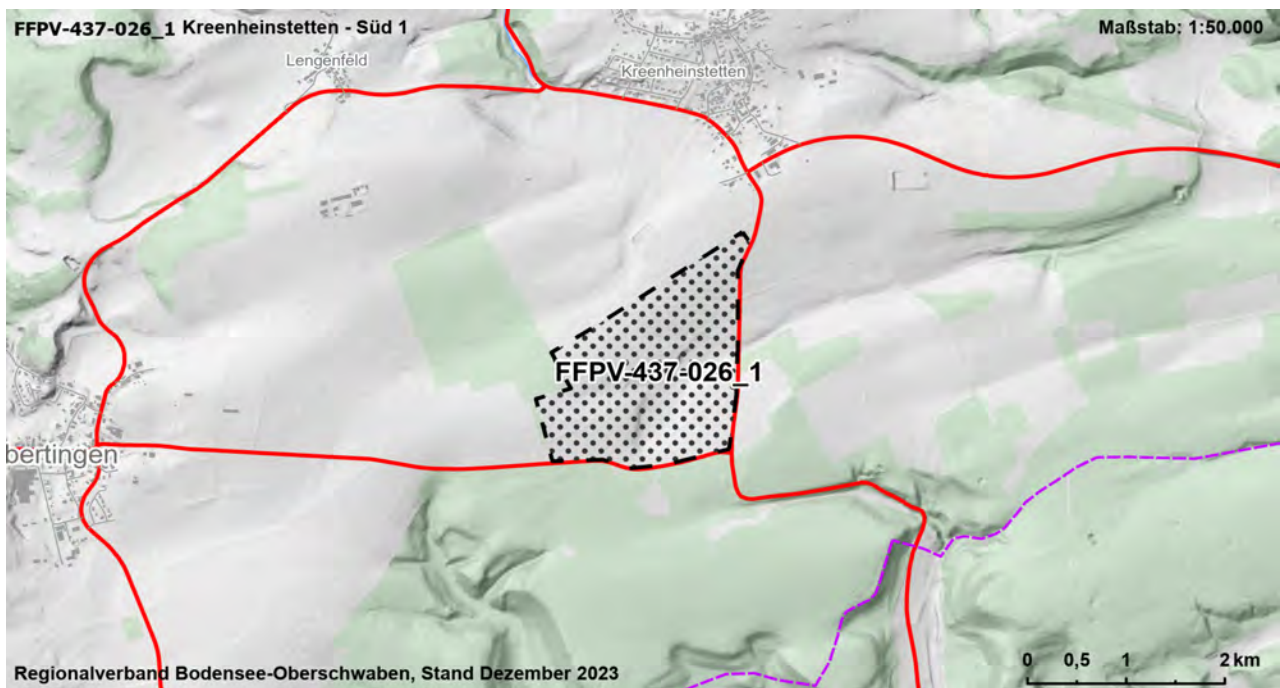 FFPV-437-026_1 Kreenheinstetten - Süd 1
Maßstab: 1:50.000
Lengenfeld
Kreenheinstetten
FFPV-437-026_1
bertingen
Regionalverband Bodensee-Oberschwaben, Stand Dezember 2023
0 0,5 1 2 km